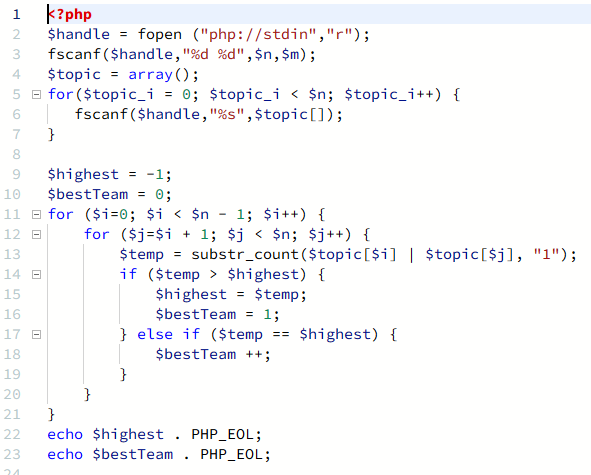 1 <?php
2 $handle = fopen ("php://stdin","r");
3 fscanf($handle,"%d %d",$n,$m);
4 $topic = array();
5 for($topic_i = 0; $topic_i < $n; $topic_i++) {
6 fscanf($handle,"%s",$topic[]);
7 }
8
9 $highest = -1;
10 $bestTeam = 0;
11 for ($i=0; $i < $n - 1; $i++) {
12 for ($j=$i + 1; $j < $n; $j++) {
13 $temp = substr_count($topic[$i] | $topic[$j], "1");
14 if ($temp > $highest) {
15 $highest = $temp;
16 $bestTeam = 1;
17 } else if ($temp == $highest) {
18 $bestTeam ++;
19 }
20 }
21 }
22 echo $highest . PHP_EOL;
23 echo $bestTeam . PHP_EOL;
24